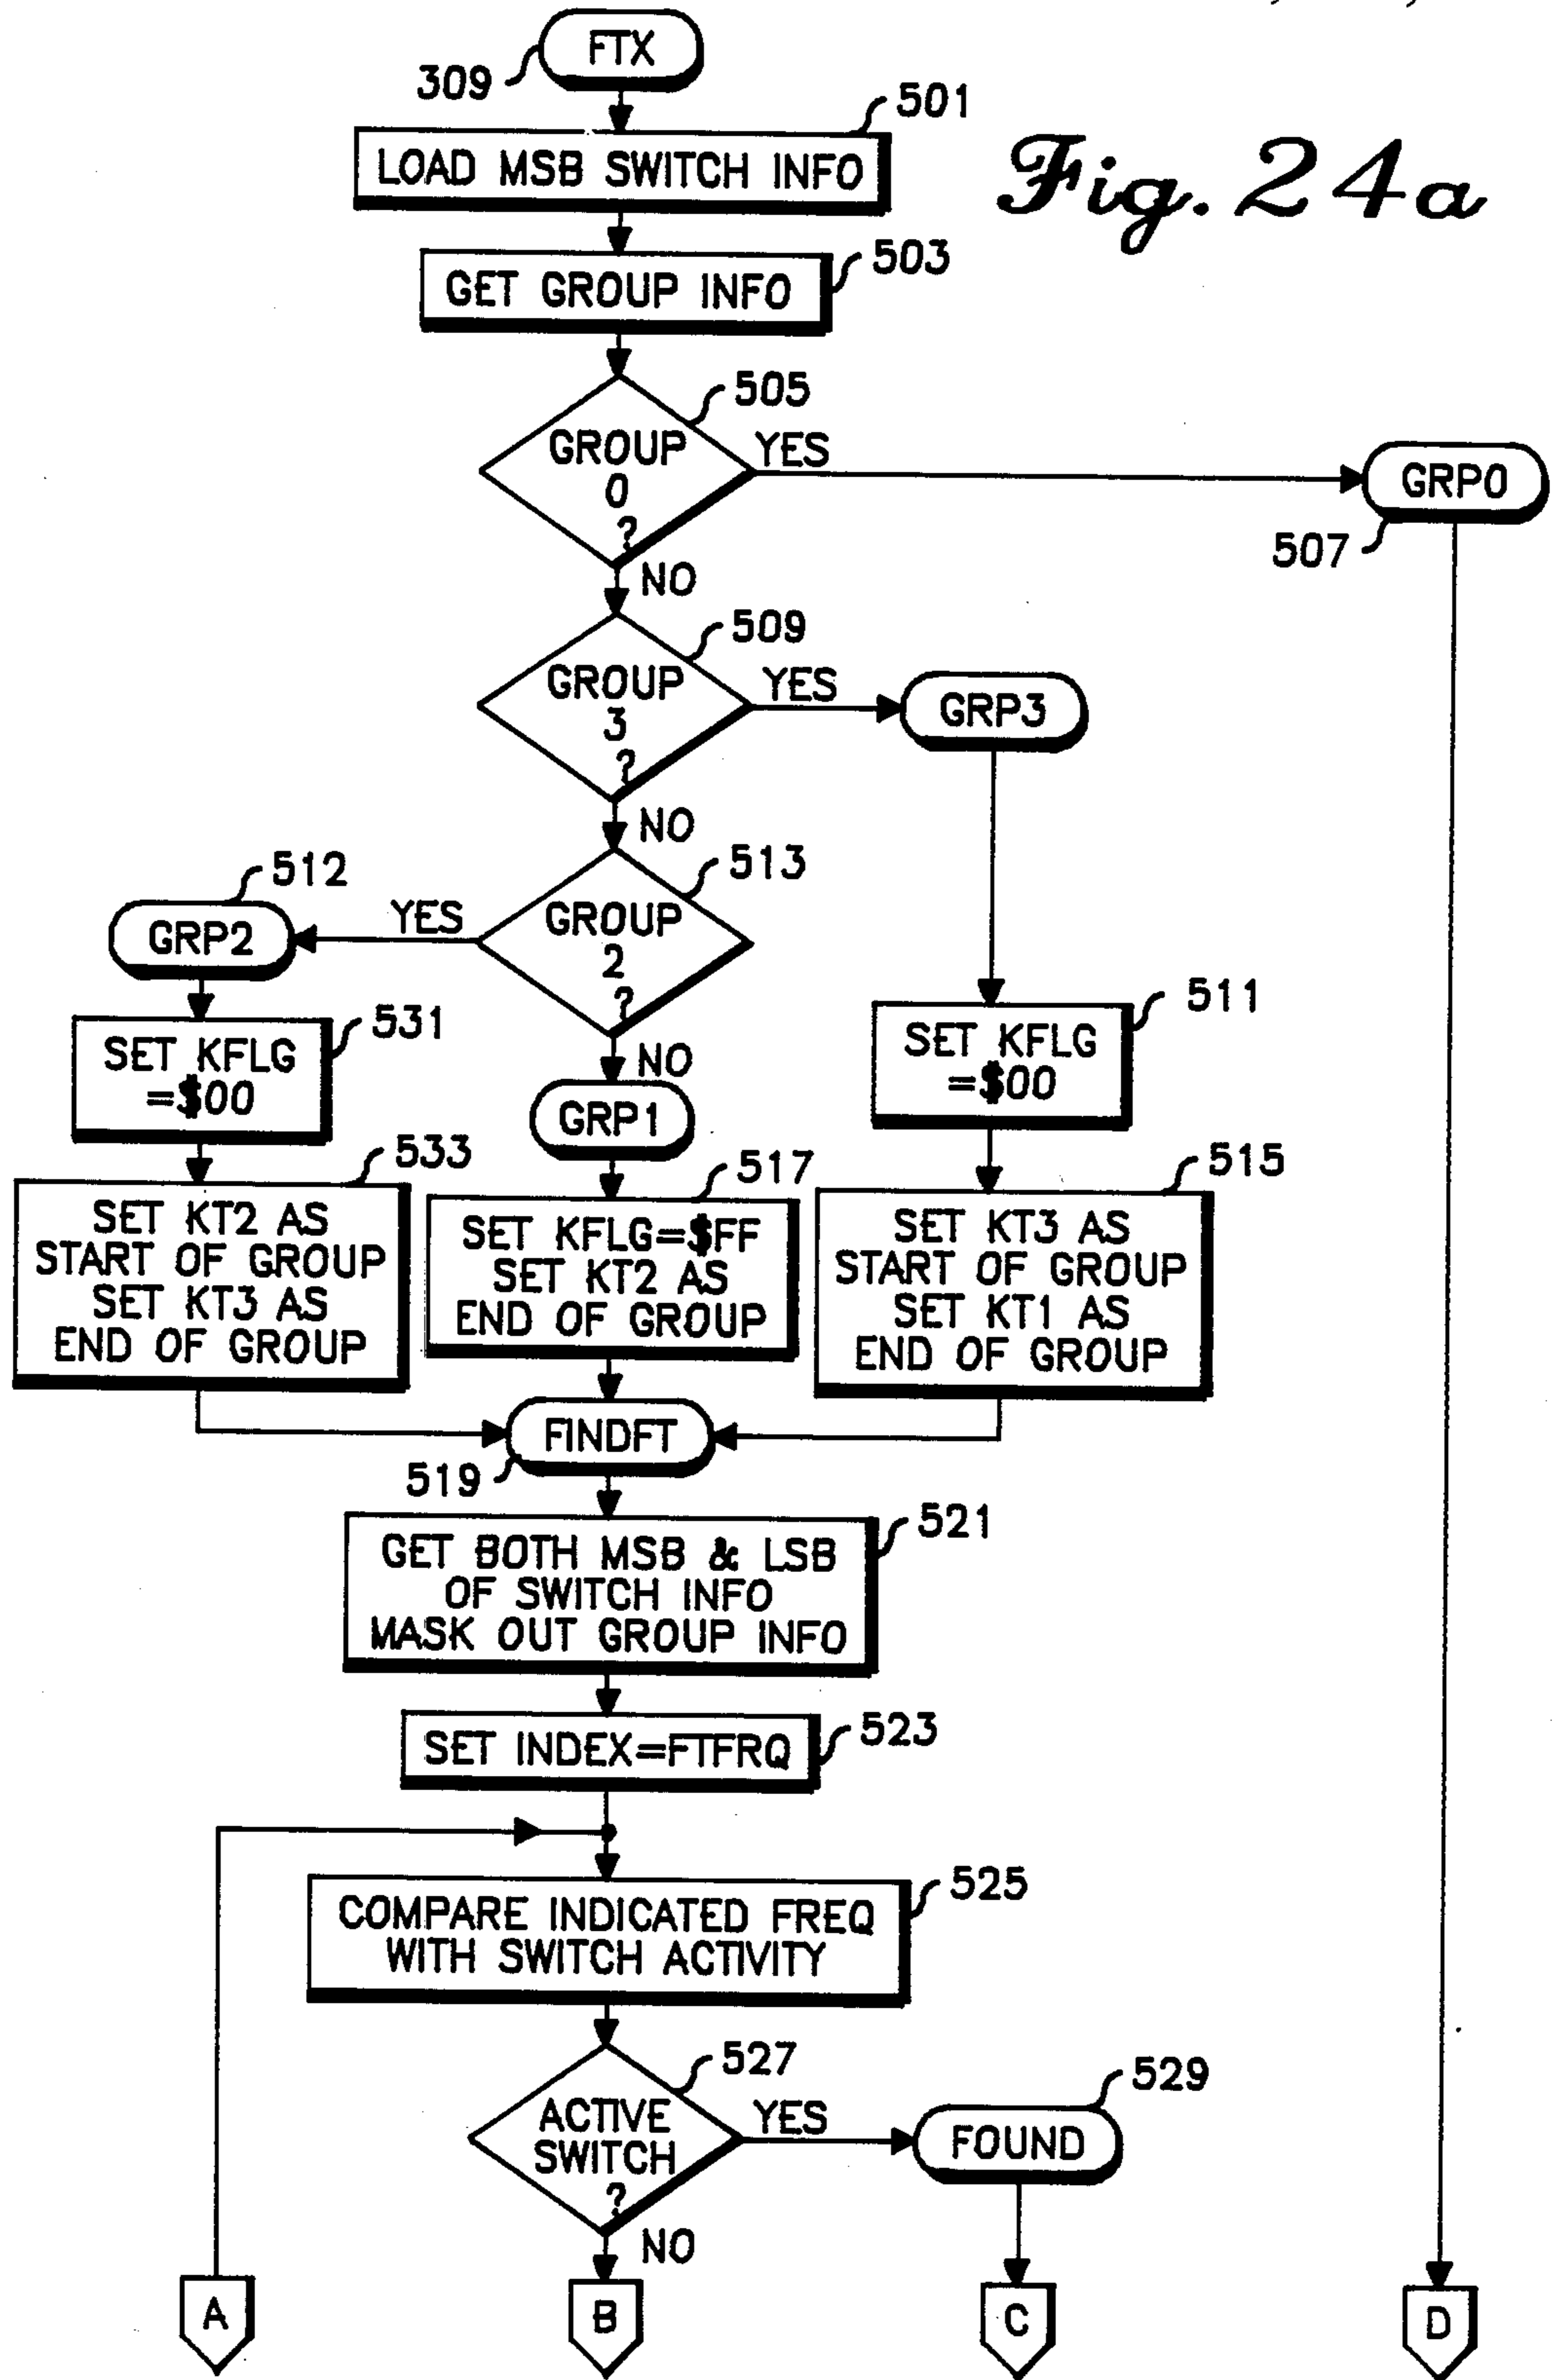 FTX
309
501
LOAD MSB SWITCH INFO
Fig. 24a
503
GET GROUP INFO
505
GROUP
0
?
YES
GRP0
507
NO
509
GROUP
3
?
YES
GRP3
NO
512
513
GRP2
YES
GROUP
2
?
531
SET KFLG
=$00
511
SET KFLG
=$00
NO
GRP1
533
SET KT2 AS
START OF GROUP
SET KT3 AS
END OF GROUP
517
SET KFLG=$FF
SET KT2 AS
END OF GROUP
515
SET KT3 AS
START OF GROUP
SET KT1 AS
END OF GROUP
FINDFT
519
521
GET BOTH MSB & LSB
OF SWITCH INFO
MASK OUT GROUP INFO
523
SET INDEX=FTFRQ
525
COMPARE INDICATED FREQ
WITH SWITCH ACTIVITY
527
ACTIVE
SWITCH
?
YES
529
FOUND
NO
A
B
C
D